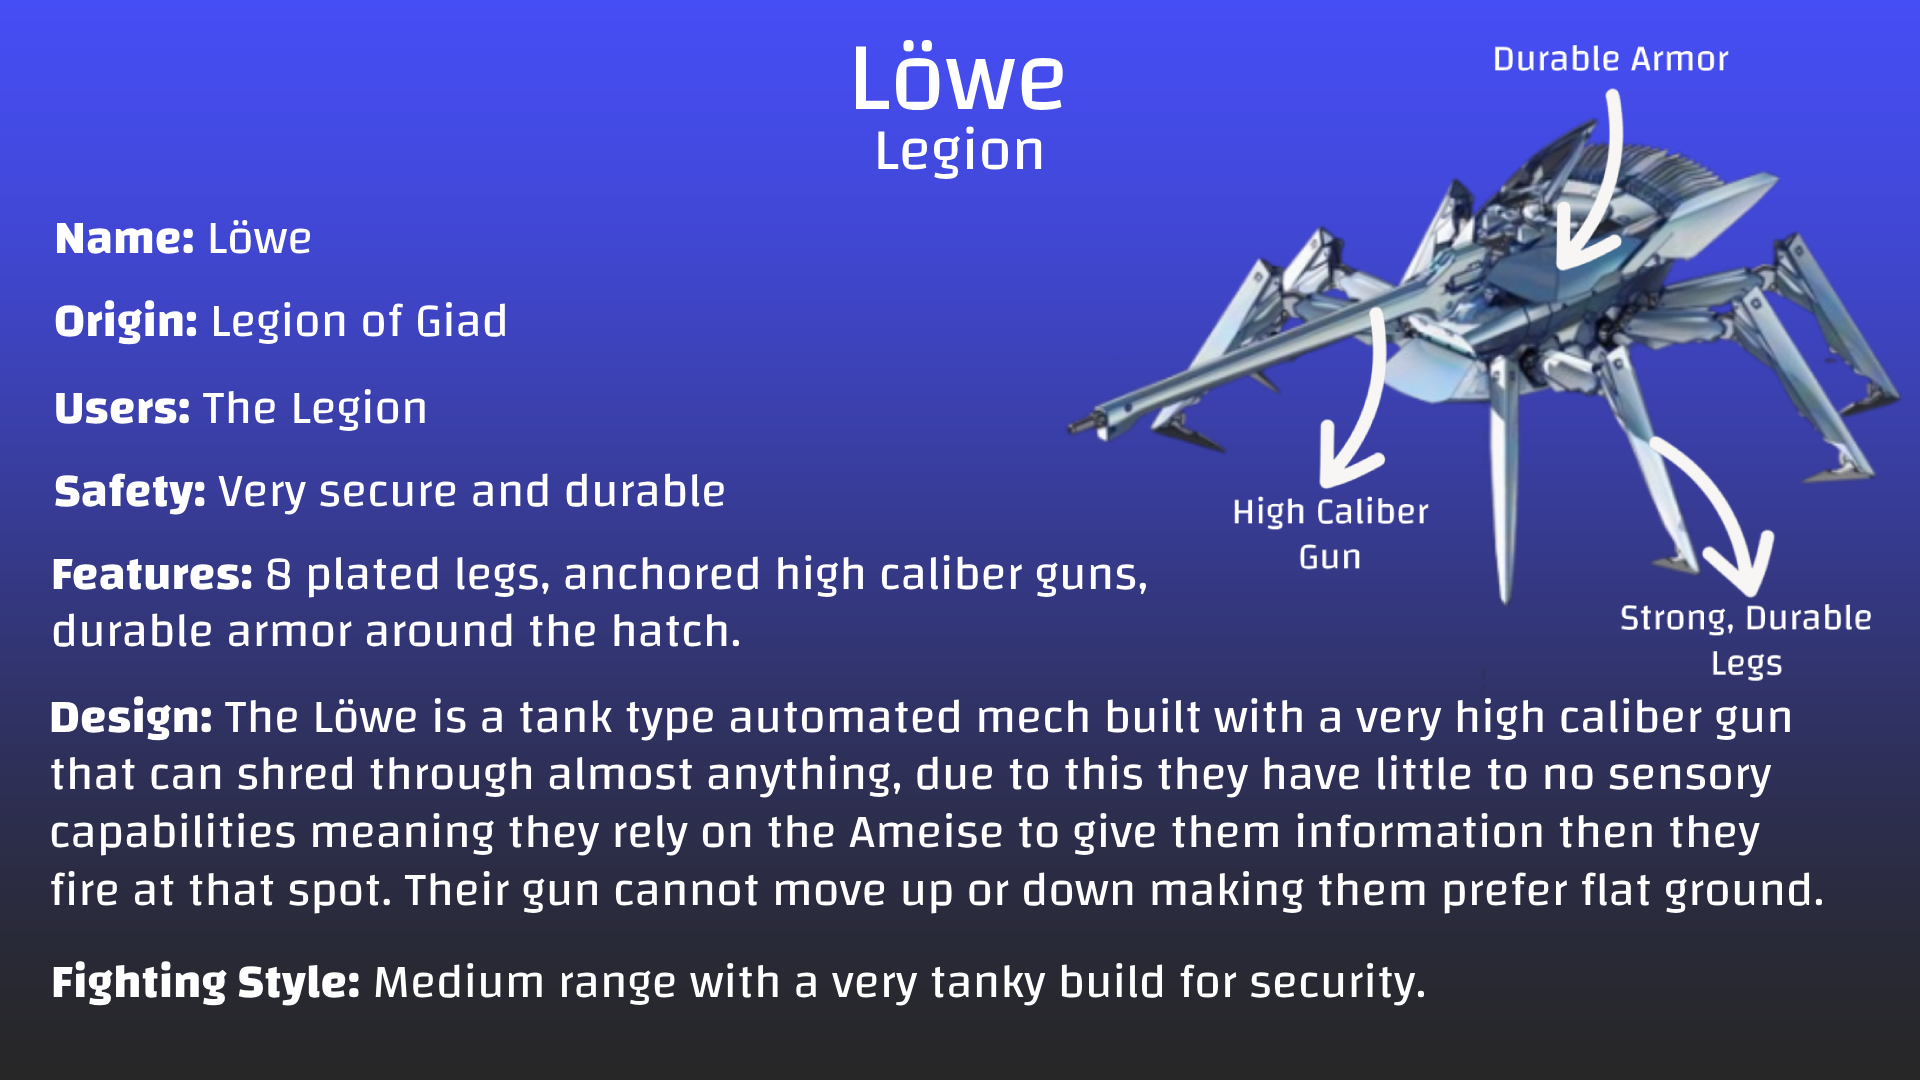 Löwe
Legion
Durable Armor
Name: Löwe
Origin: Legion of Giad
Users: The Legion
Safety: Very secure and durable
High Caliber
Gun
Features: 8 plated legs, anchored high caliber guns,
durable armor around the hatch.
Strong, Durable
Legs
Design: The Löwe is a tank type automated mech built with a very high caliber gun
that can shred through almost anything, due to this they have little to no sensory
capabilities meaning they rely on the Ameise to give them information then they
fire at that spot. Their gun cannot move up or down making them prefer flat ground.
Fighting Style: Medium range with a very tanky build for security.